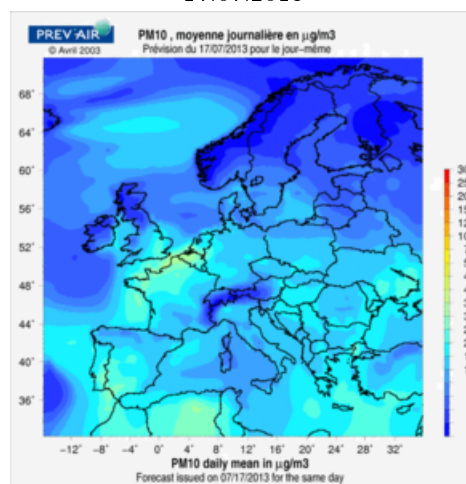 PREV'AIR
© Avril 2003
PM10 , moyenne journalière en µg/m3
Prévision du 17/07/2013 pour le jour-même
68°
64°
60°
56°
52°
48°
44°
40°
36°
-12° -8° -4° 0° 4° 8° 12° 16° 20° 24° 28° 32°
PM10 daily mean in µg/m3
Forecast issued on 07/17/2013 for the same day